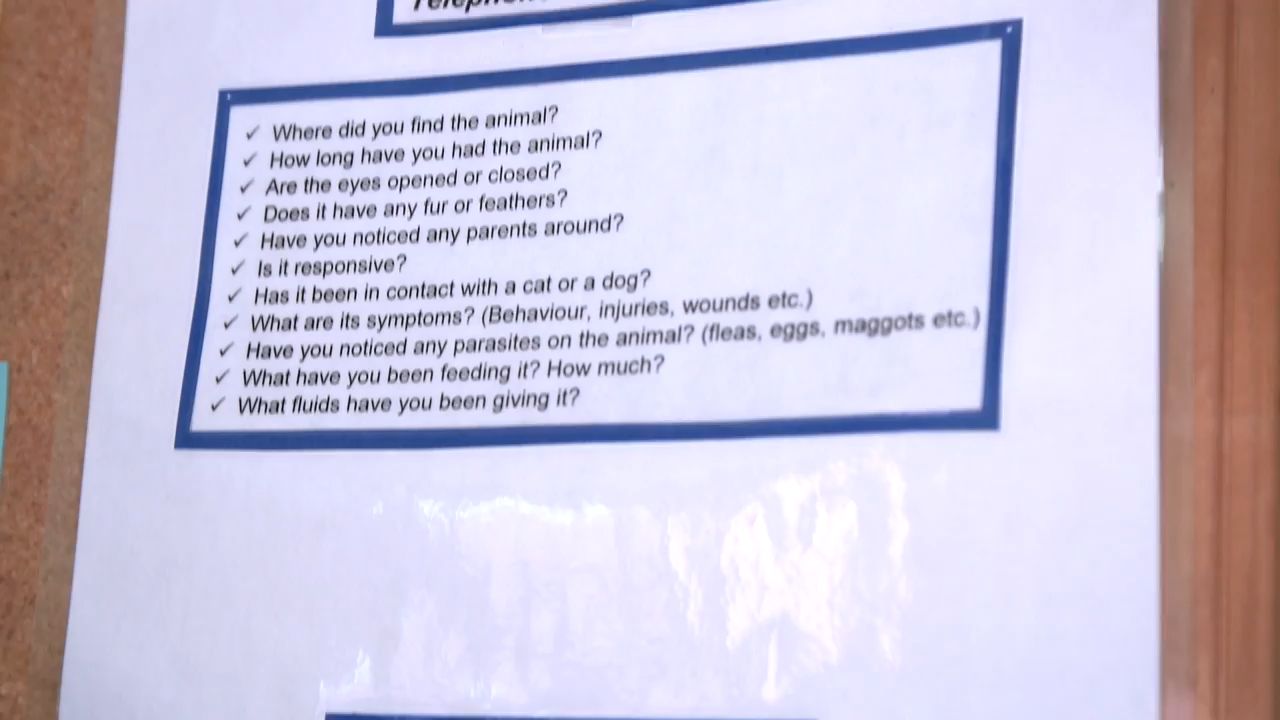 ✓ Where did you find the animal?
✓ How long have you had the animal?
✓ Are the eyes opened or closed?
✓ Does it have any fur or feathers?
✓ Have you noticed any parents around?
✓ Is it responsive?
✓ Has it been in contact with a cat or a dog?
✓ What are its symptoms? (Behaviour, injuries, wounds etc.)
✓ Have you noticed any parasites on the animal? (fleas, eggs, maggots etc.)
✓ What have you been feeding it? How much?
✓ What fluids have you been giving it?